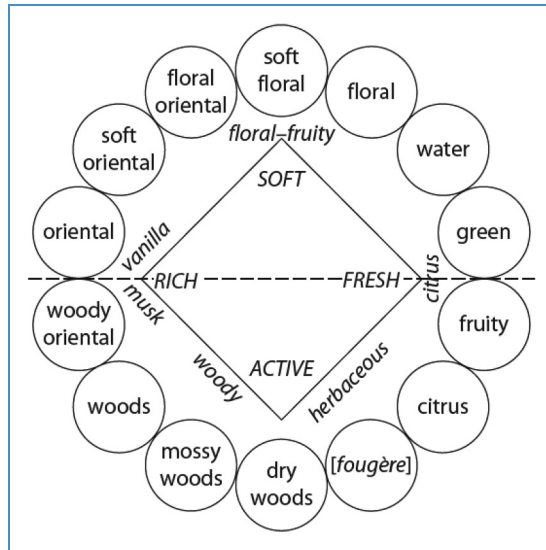 soft
floral
floral
oriental
floral
soft
oriental
water
floral–fruity
SOFT
oriental
green
vanilla
citrus
RICH
FRESH
musk
woody
oriental
fruity
woody
ACTIVE
herbaceous
woods
citrus
mossy
woods
dry
woods
[fougère]